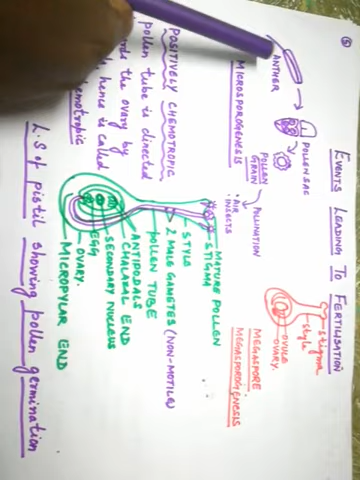 5
EVENTS LEADING TO FERTILISATION
ANTHER
POLLEN SAC
POLLEN GRAIN
MICROSPOROGENESIS
POLLINATION
AIR
INSECTS
stigma
style
OVULE
OVARY.
MEGASPORE
MEGASPOROGENESIS
POSITIVELY CHEMOTROPIC
pollen tube is directed
the ovary by
hence is called
MATURE POLLEN
STIGMA
STYLE
2 MALE GAMETES (NON-MOTILE)
POLLEN TUBE
ANTIPODALS
CHALAZAL END
SECONDARY NUCLEUS
EGG
OVARY.
MICROPYLAR END
L.S of pistil showing pollen germination